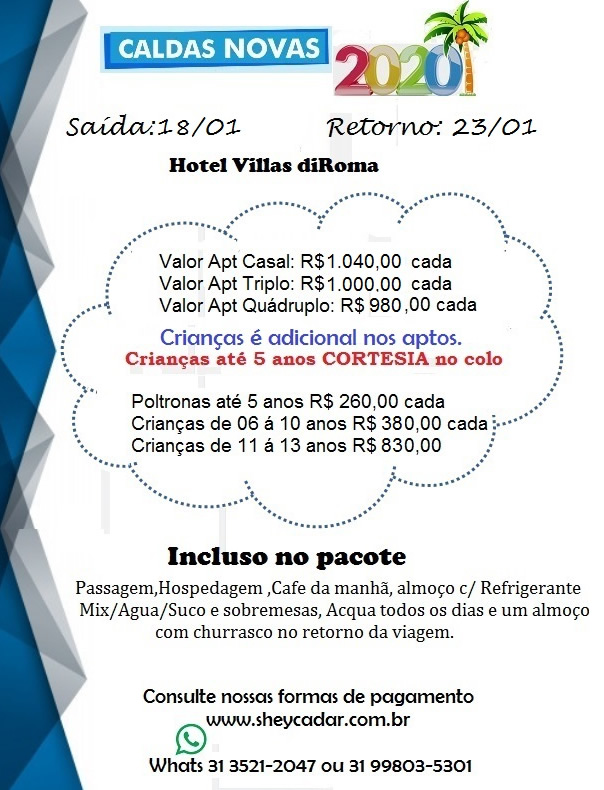 CALDAS NOVAS
2020
Saída:18/01 Retorno: 23/01
Hotel Villas diRoma
Valor Apt Casal: R$1.040,00 cada
Valor Apt Triplo: R$1.000.00 cada
Valor Apt Quádruplo: R$ 980,00 cada
Crianças é adicional nos aptos.
Crianças até 5 anos CORTESIA no colo
Poltronas até 5 anos R$ 260,00 cada
Crianças de 06 á 10 anos R$ 380,00 cada
Crianças de 11 á 13 anos R$ 830,00
Incluso no pacote
Passagem,Hospedagem ,Cafe da manhã, almoço c/ Refrigerante
Mix/Agua/Suco e sobremesas, Acqua todos os dias e um almoço
com churrasco no retorno da viagem.
Consulte nossas formas de pagamento
www.sheycadar.com.br
Whats 31 3521-2047 ou 31 99803-5301